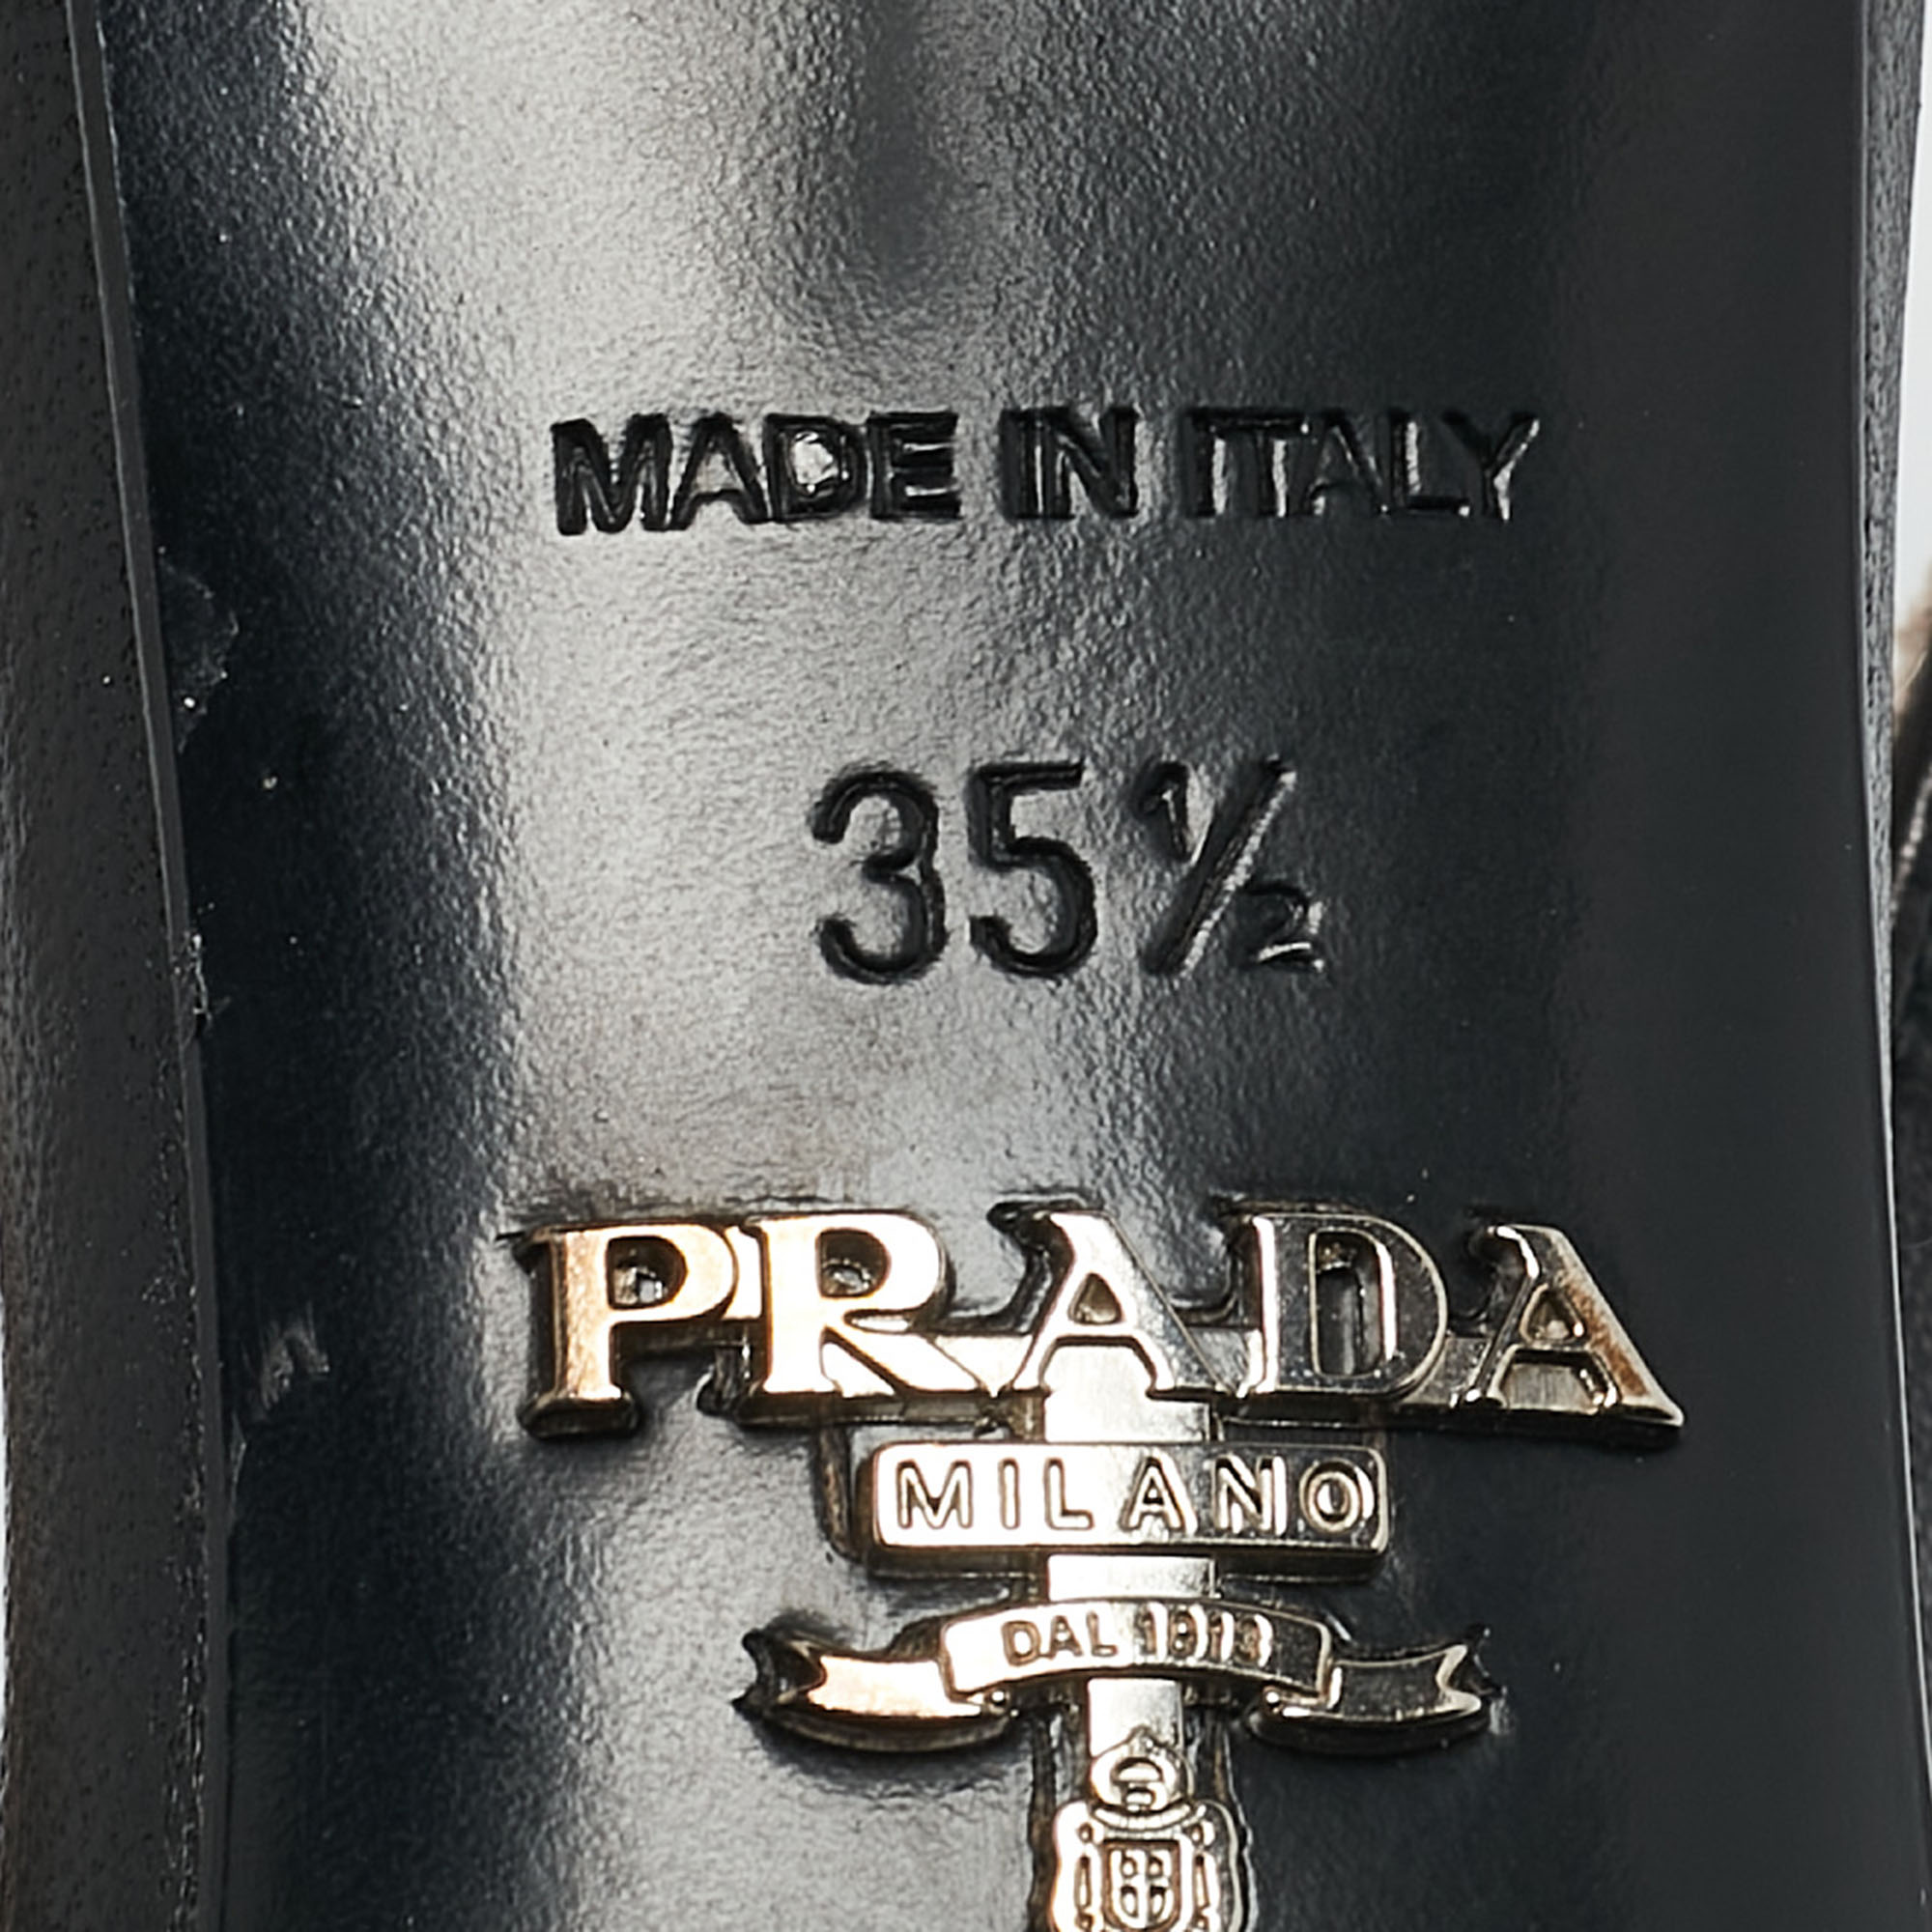 MADE IN ITALY
35½
PRADA
MILANO
DAL 1913